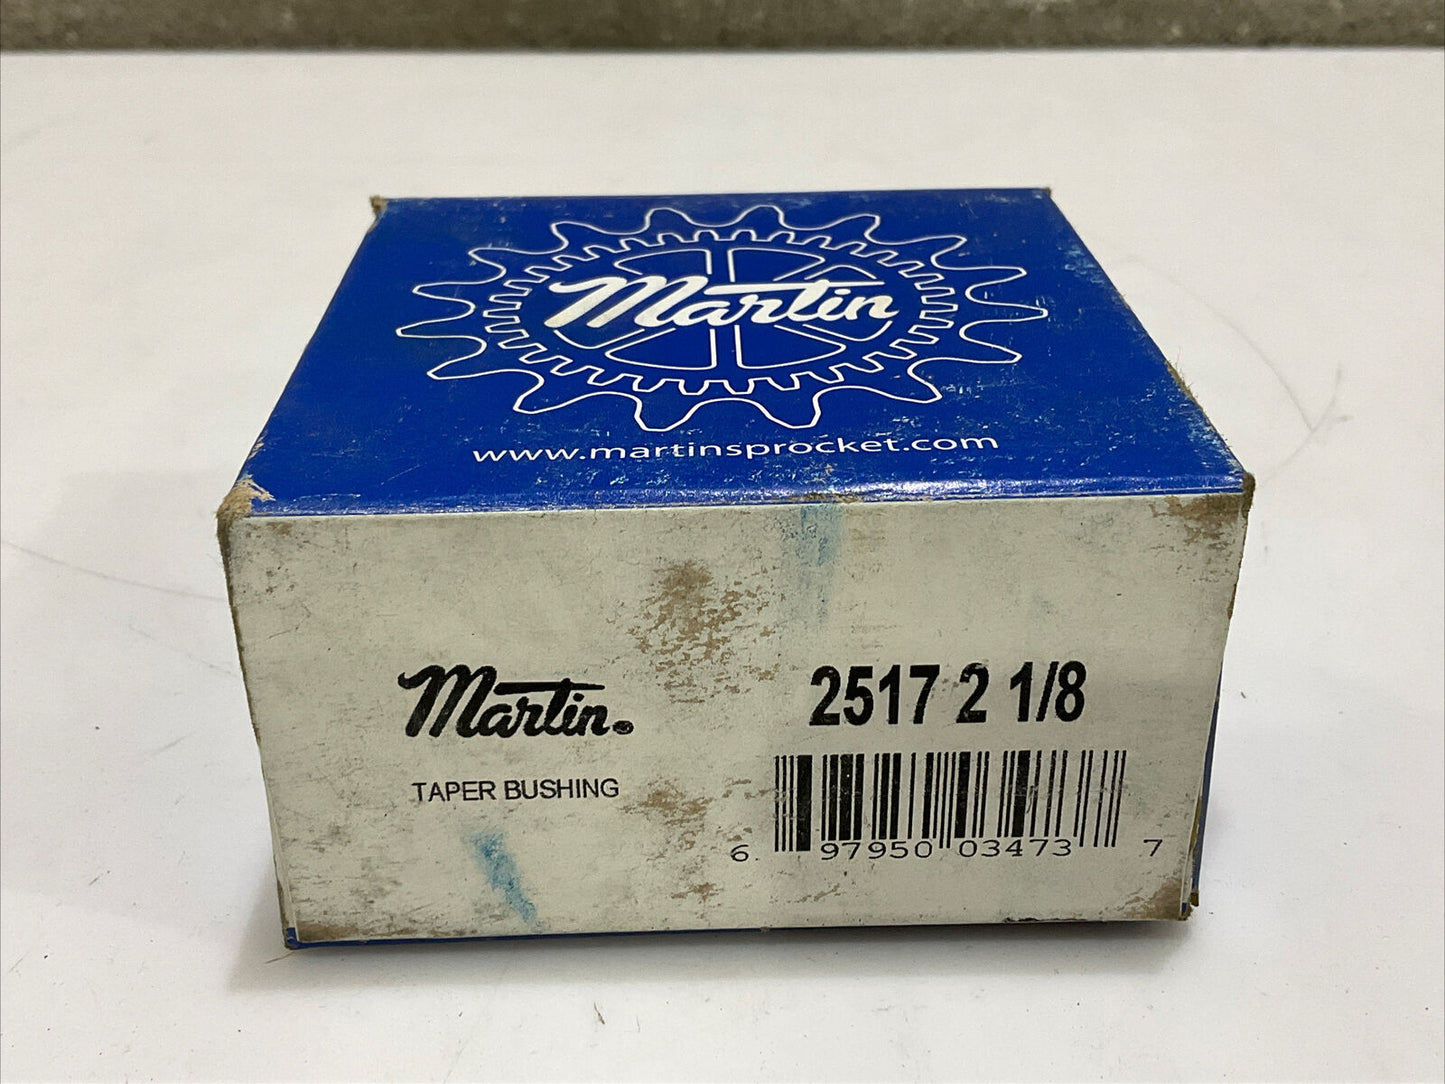 Martin
www.martinsprocket.com
Martin®
TAPER BUSHING
2517 2 1/8
6 97950 03473 7